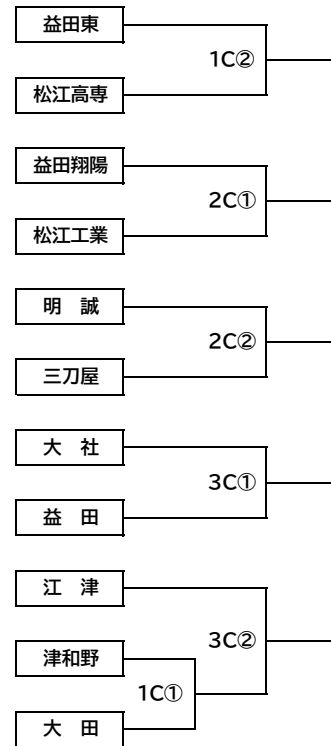 益田東
1C②
松江高専
益田翔陽
2C①
松江工業
明　誠
2C②
三刀屋
大　社
3C①
益　田
江　津
3C②
津和野
1C①
大　田